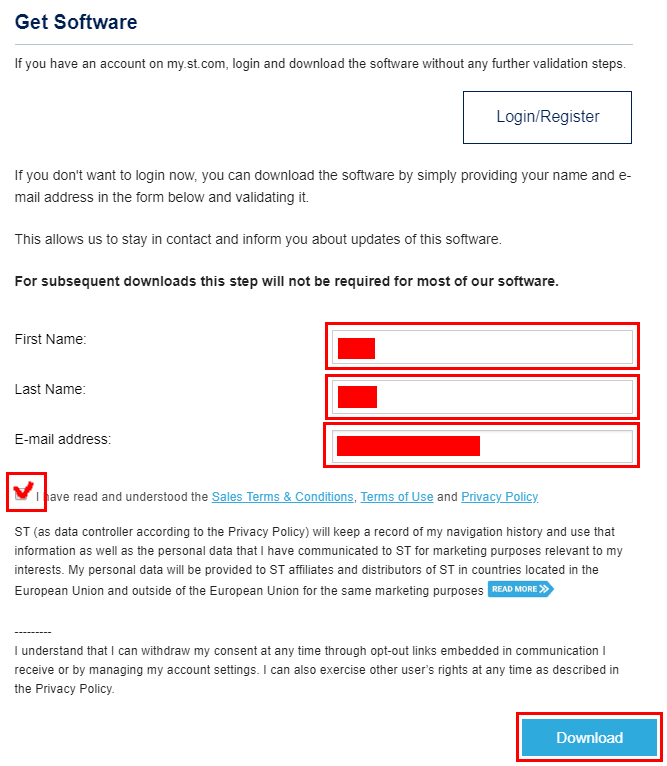 Get Software
If you have an account on my.st.com, login and download the software without any further validation steps.
Login/Register
If you don't want to login now, you can download the software by simply providing your name and e-
mail address in the form below and validating it.
This allows us to stay in contact and inform you about updates of this software.
For subsequent downloads this step will not be required for most of our software.
First Name:
Last Name:
E-mail address:
I have read and understood the Sales Terms & Conditions, Terms of Use and Privacy Policy
ST (as data controller according to the Privacy Policy) will keep a record of my navigation history and use that
information as well as the personal data that I have communicated to ST for marketing purposes relevant to my
interests. My personal data will be provided to ST affiliates and distributors of ST in countries located in the
European Union and outside of the European Union for the same marketing purposes READ MORE
---------
I understand that I can withdraw my consent at any time through opt-out links embedded in communication I
receive or by managing my account settings. I can also exercise other user’s rights at any time as described in
the Privacy Policy.
Download